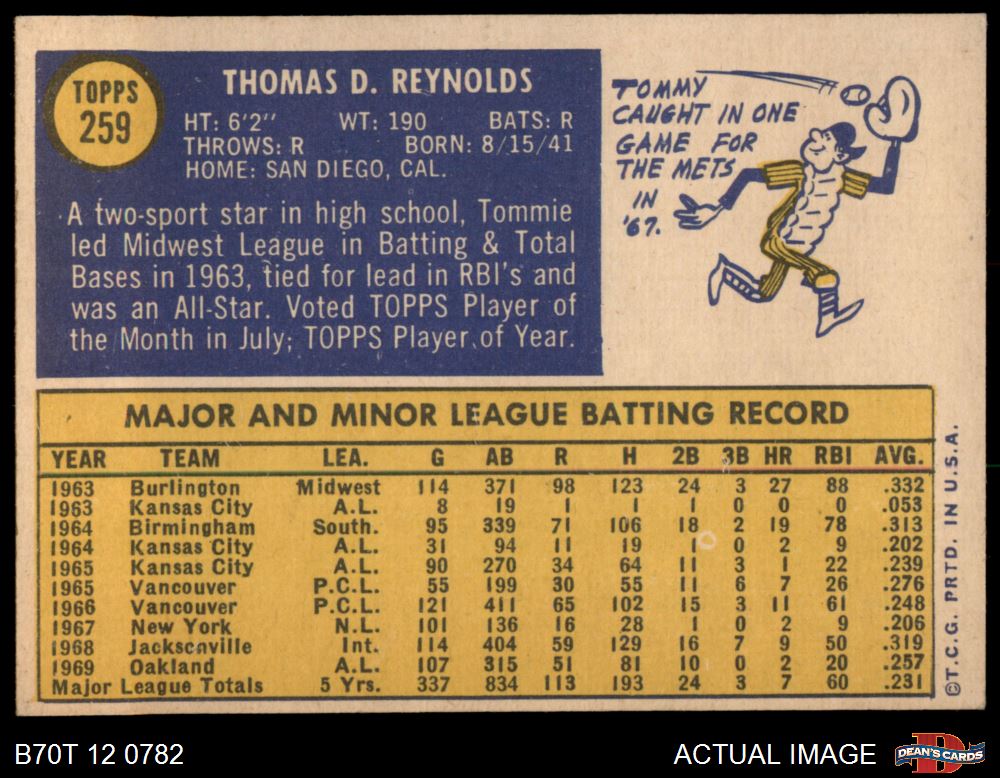 TOPPS
259
THOMAS D. REYNOLDS
HT: 6'2'' WT: 190 BATS: R
THROWS: R BORN: 8/15/41
HOME: SAN DIEGO, CAL.
A two-sport star in high school, Tommie
led Midwest League in Batting & Total
Bases in 1963, tied for lead in RBI's and
was an All-Star. Voted TOPPS Player of
the Month in July; TOPPS Player of Year.
TOMMY
CAUGHT IN ONE
GAME FOR
THE METS
IN
'67.
MAJOR AND MINOR LEAGUE BATTING RECORD
YEAR TEAM LEA. G AB R H 2B 3B HR RBI AVG.
1963 Burlington Midwest 114 371 98 123 24 3 27 88 .332
1963 Kansas City A.L. 8 19 1 1 1 0 0 0 .053
1964 Birmingham South. 95 339 71 106 18 2 19 78 .313
1964 Kansas City A.L. 31 94 11 19 1 0 2 9 .202
1965 Kansas City A.L. 90 270 34 64 11 3 1 22 .239
1965 Vancouver P.C.L. 55 199 30 55 11 6 7 26 .276
1966 Vancouver P.C.L. 121 411 65 102 15 3 11 61 .248
1967 New York N.L. 101 136 16 28 1 0 2 9 .206
1968 Jacksonville Int. 114 404 59 129 16 7 9 50 .319
1969 Oakland A.L. 107 315 51 81 10 0 2 20 .257
Major League Totals 5 Yrs. 337 834 113 193 24 3 7 60 .231
©T.C.G. PRTD. IN U.S.A.
B70T 12 0782
ACTUAL IMAGE
D
DEAN'S CARDS